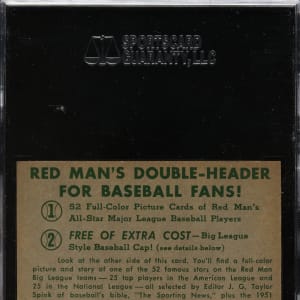 SPORTSCARD
GUARANTY, LLC
RED MAN'S DOUBLE-HEADER
FOR BASEBALL FANS!
1 52 Full-Color Picture Cards of Red Man's
All-Star Major League Baseball Players
2 FREE OF EXTRA COST—Big League
Style Baseball Cap! (see details below)
Look at the other side of this card. You'll find a full-color
picture and story of one of the 52 famous stars on the Red Man
Big League teams — 25 top players in the American League and
25 in the National League — all selected by Editor J. G. Taylor
Spink of baseball's bible, "The Sporting News", plus the 1951